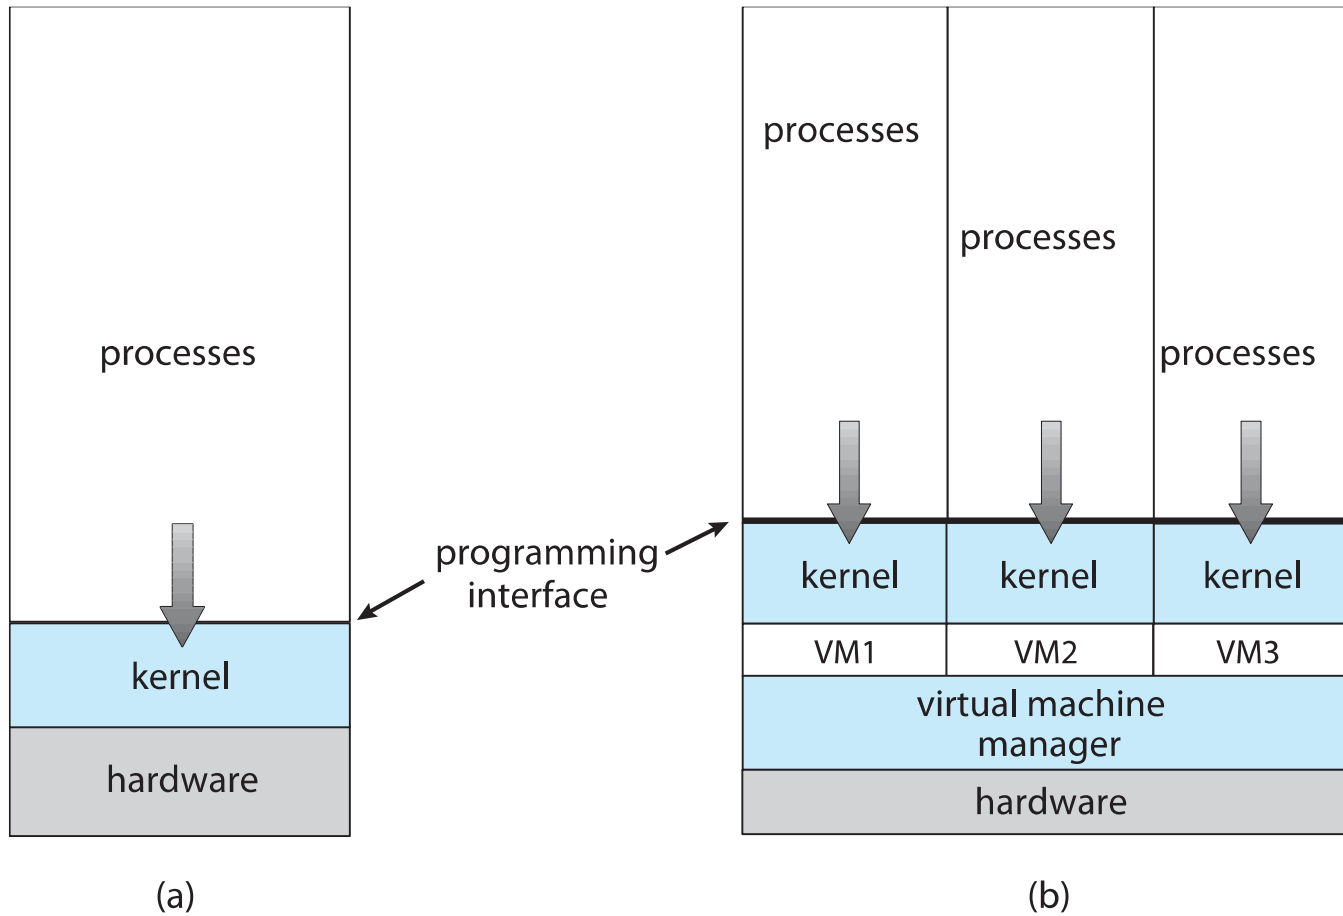 processes
kernel
hardware
(a)
programming
interface
processes
processes
processes
kernel
kernel
kernel
VM1
VM2
VM3
virtual machine
manager
hardware
(b)